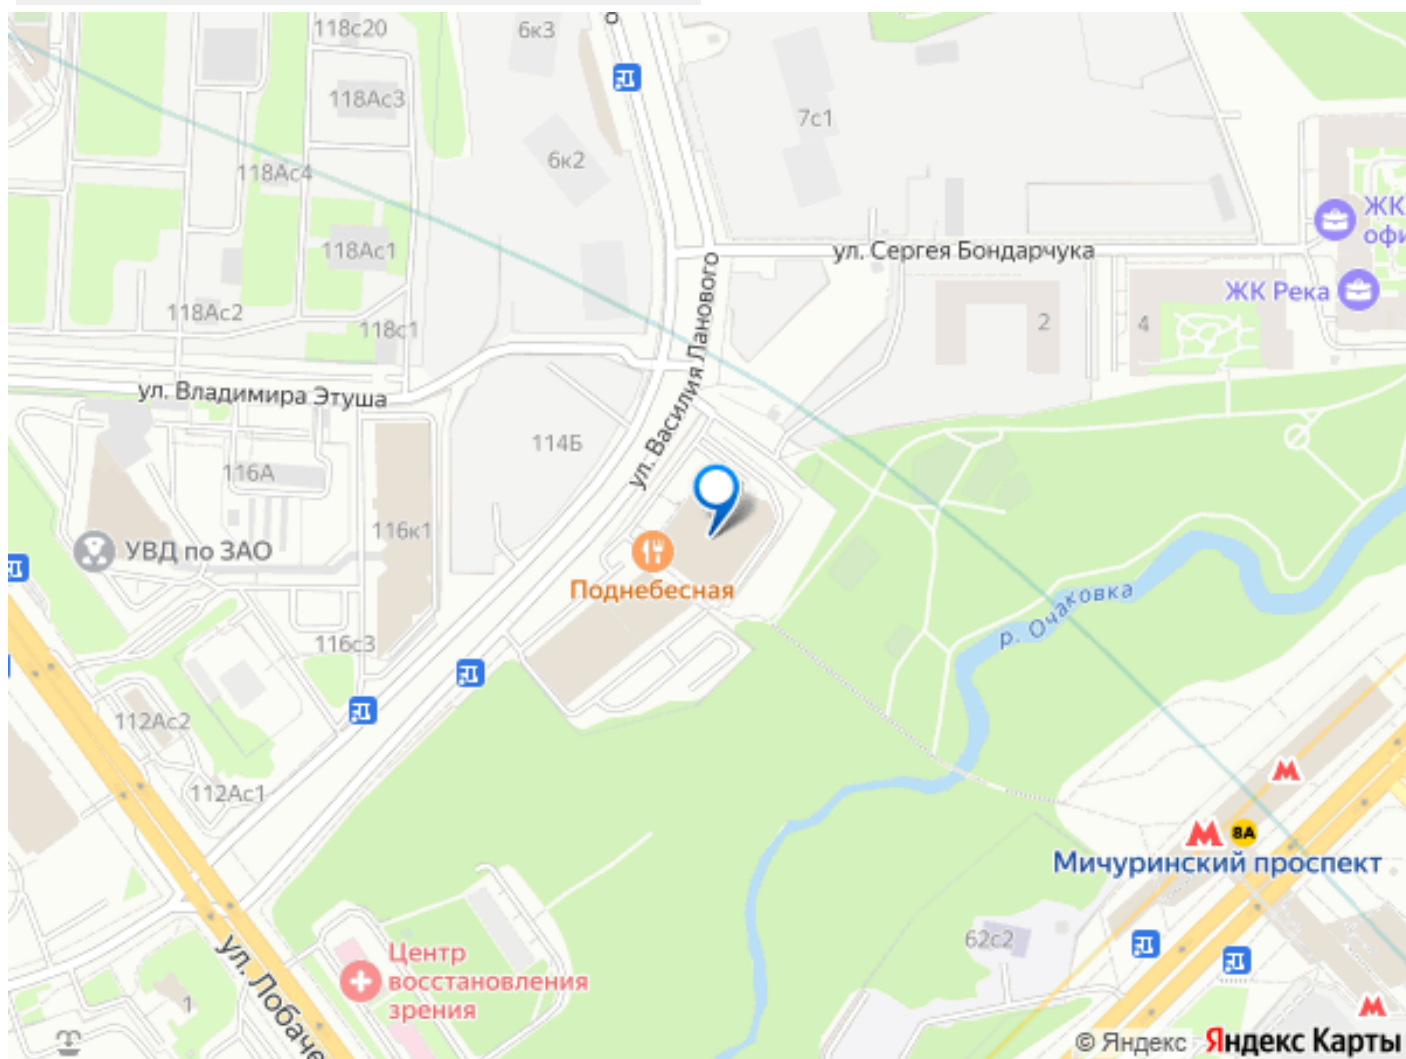 118с20
6к3
118Ас3
7с1
6к2
118Ас4
ЖК
118Ас1
ул. Сергея Бондарчука
ЖК Река
118Ас2
118с1
2
4
ул. Василия Ланового
ул. Владимира Этуша
114Б
116А
116к1
УВД по ЗАО
Поднебесная
р. Очаковка
116с3
112Ас2
112Ас1
М
М 8А
Мичуринский проспект
62с2
Центр
восстановления
зрения
ул. Лобаче
1
М
© Яндекс Яндекс Карты